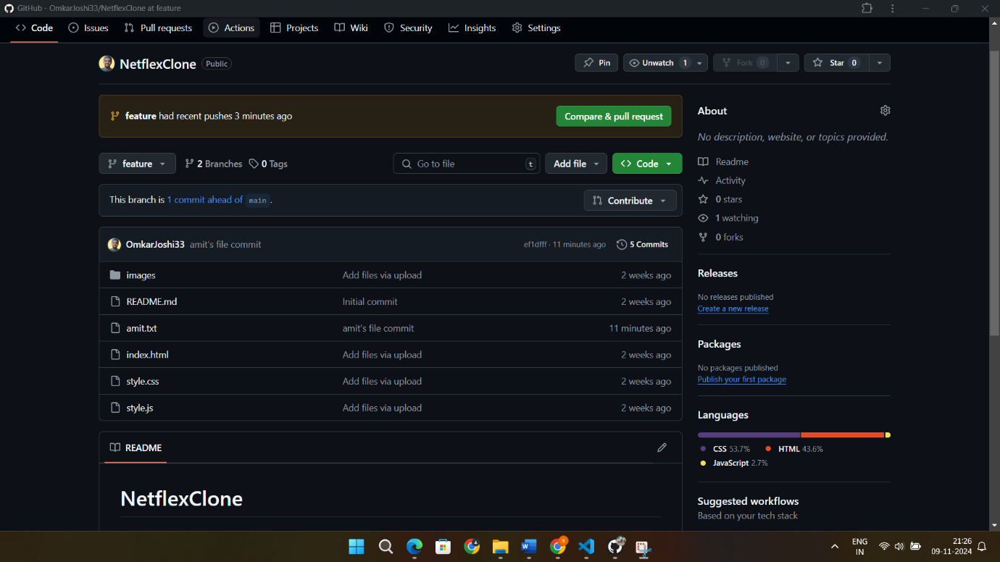 GitHub - OmkarJoshi33/NetflexClone at feature
Code Issues Pull requests Actions Projects Wiki Security Insights Settings
NetflexClone Public Pin Unwatch 1 Fork 0 Star 0
feature had recent pushes 3 minutes ago Compare & pull request
About
No description, website, or topics provided.
feature 2 Branches 0 Tags Go to file t Add file Code
Readme
Activity
This branch is 1 commit ahead of main . Contribute
0 stars
1 watching
0 forks
OmkarJoshi33 amit's file commit ef1dfff · 11 minutes ago 5 Commits
images Add files via upload 2 weeks ago
README.md Initial commit 2 weeks ago
amit.txt amit's file commit 11 minutes ago
index.html Add files via upload 2 weeks ago
style.css Add files via upload 2 weeks ago
style.js Add files via upload 2 weeks ago
Releases
No releases published
Create a new release
Packages
No packages published
Publish your first package
Languages
CSS 53.7% HTML 43.6%
JavaScript 2.7%
README
NetflexClone
Suggested workflows
Based on your tech stack
8
ENG
IN
21:26
09-11-2024